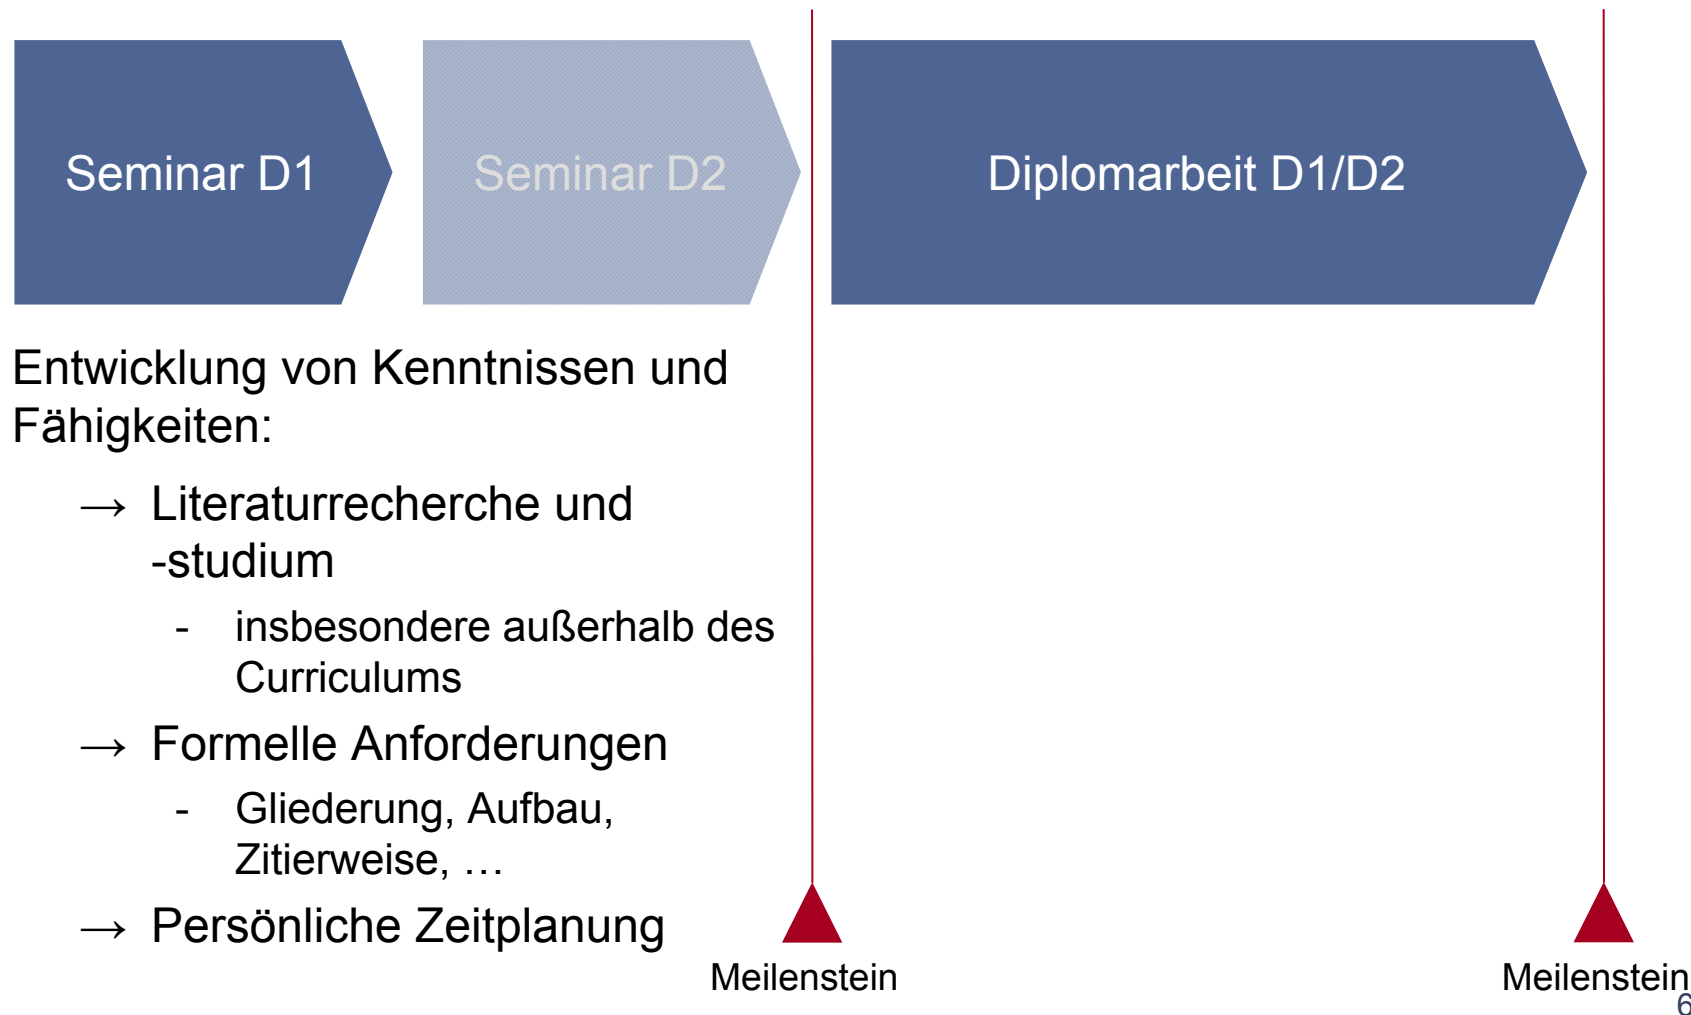 Seminar D1
Seminar D2
Diplomarbeit D1/D2
Entwicklung von Kenntnissen und
Fähigkeiten:
→ Literaturrecherche und
-studium
- insbesondere außerhalb des
Curriculums
→ Formelle Anforderungen
- Gliederung, Aufbau,
Zitierweise, …
→ Persönliche Zeitplanung
Meilenstein
Meilenstein
6